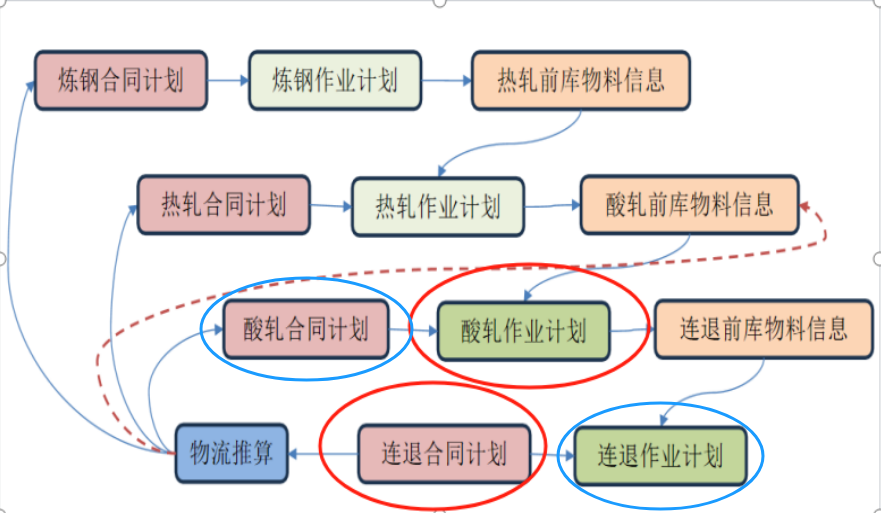 炼钢合同计划
炼钢作业计划
热轧前库物料信息
热轧合同计划
热轧作业计划
酸轧前库物料信息
酸轧合同计划
酸轧作业计划
连退前库物料信息
物流推算
连退合同计划
连退作业计划